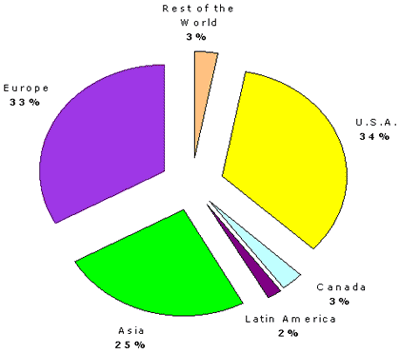 Rest of the
World
3%
Europe
33%
U.S.A.
34%
Canada
3%
Latin America
2%
Asia
25%